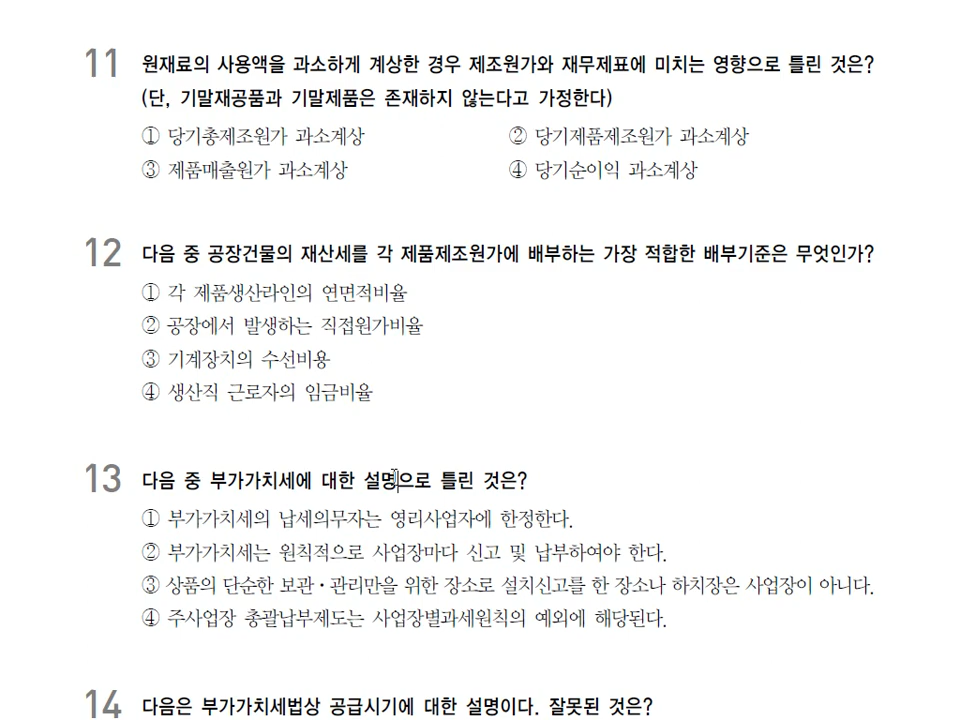 11 원재료의 사용액을 과소하게 계상한 경우 제조원가와 재무제표에 미치는 영향으로 틀린 것은?
(단, 기말재공품과 기말제품은 존재하지 않는다고 가정한다)
① 당기총제조원가 과소계상 ② 당기제품제조원가 과소계상
③ 제품매출원가 과소계상 ④ 당기순이익 과소계상
12 다음 중 공장건물의 재산세를 각 제품제조원가에 배부하는 가장 적합한 배부기준은 무엇인가?
① 각 제품생산라인의 연면적비율
② 공장에서 발생하는 직접원가비율
③ 기계장치의 수선비용
④ 생산직 근로자의 임금비율
13 다음 중 부가가치세에 대한 설명으로 틀린 것은?
① 부가가치세의 납세의무자는 영리사업자에 한정한다.
② 부가가치세는 원칙적으로 사업장마다 신고 및 납부하여야 한다.
③ 상품의 단순한 보관·관리만을 위한 장소로 설치신고를 한 장소나 하치장은 사업장이 아니다.
④ 주사업장 총괄납부제도는 사업장별과세원칙의 예외에 해당된다.
14 다음은 부가가치세법상 공급시기에 대한 설명이다. 잘못된 것은?